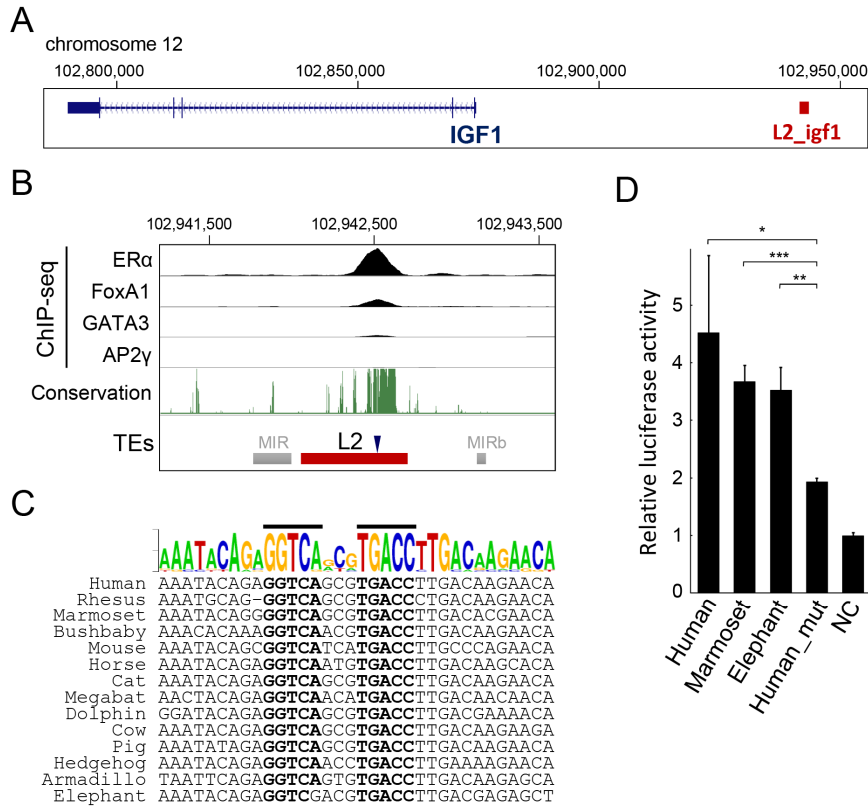 A
chromosome 12
102,800,000 102,850,000 102,900,000 102,950,000
IGF1 L2_igf1
B
102,941,500 102,942,500 102,943,500
ChIP-seq
ERα
FoxA1
GATA3
AP2γ
Conservation
TEs MIR L2 MIRb
C
AAATACAGAGGTCAGCGTGACCTTGACAAGAACA
Human AAATACAGAGGTCAGCGTGACCTTGACAAGAACA
Rhesus AAATGCAG-GGTCAGCGTGACCCTGACAAGAACA
Marmoset AAATACAGGGGTCAGCGTGACCTTGACACGAACA
Bushbaby AAACACAAAGGTCAACGTGACCTTGACAAGAACA
Mouse AAATACAGCGGTCATCATGACCTTGCCCAGAACA
Horse AAATACAGAGGTCAATGTGACCTTGACAAGCACA
Cat AAATACAGAGGTCAGCGTGACCTTGACAAGAACA
Megabat AACTACAGAGGTCAACATGACCTTGACAACAACA
Dolphin GGATACAGAGGTCAGCGTGACCTTGACGAAAACA
Cow AAATACAGAGGTCAGCGTGACCTTGACAAGAAGA
Pig AAATATAGAGGTCAGCGTGACCTTGACAAGAACA
Hedgehog AAATACAGAGGTCAACCTGACCTTGAAAAGAACA
Armadillo TAATTCAGAGGTCAGTGTGACCTTGACAAGAGCA
Elephant AAATACAGAGGTCGACGTGACCTTGACGAGAGCT
D
*
***
**
Relative luciferase activity
5
4
3
2
1
0
Human Marmoset Elephant Human_mut NC